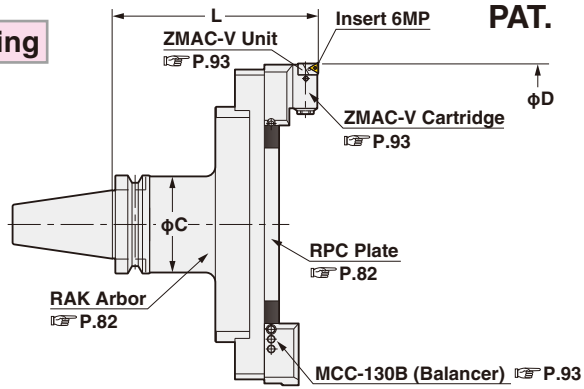 ing
L
Insert 6MP
PAT.
ZMAC-V Unit
☞ P.93
φD
ZMAC-V Cartridge
☞ P.93
φC
RPC Plate
☞ P.82
RAK Arbor
☞ P.82
MCC-130B (Balancer) ☞ P.93